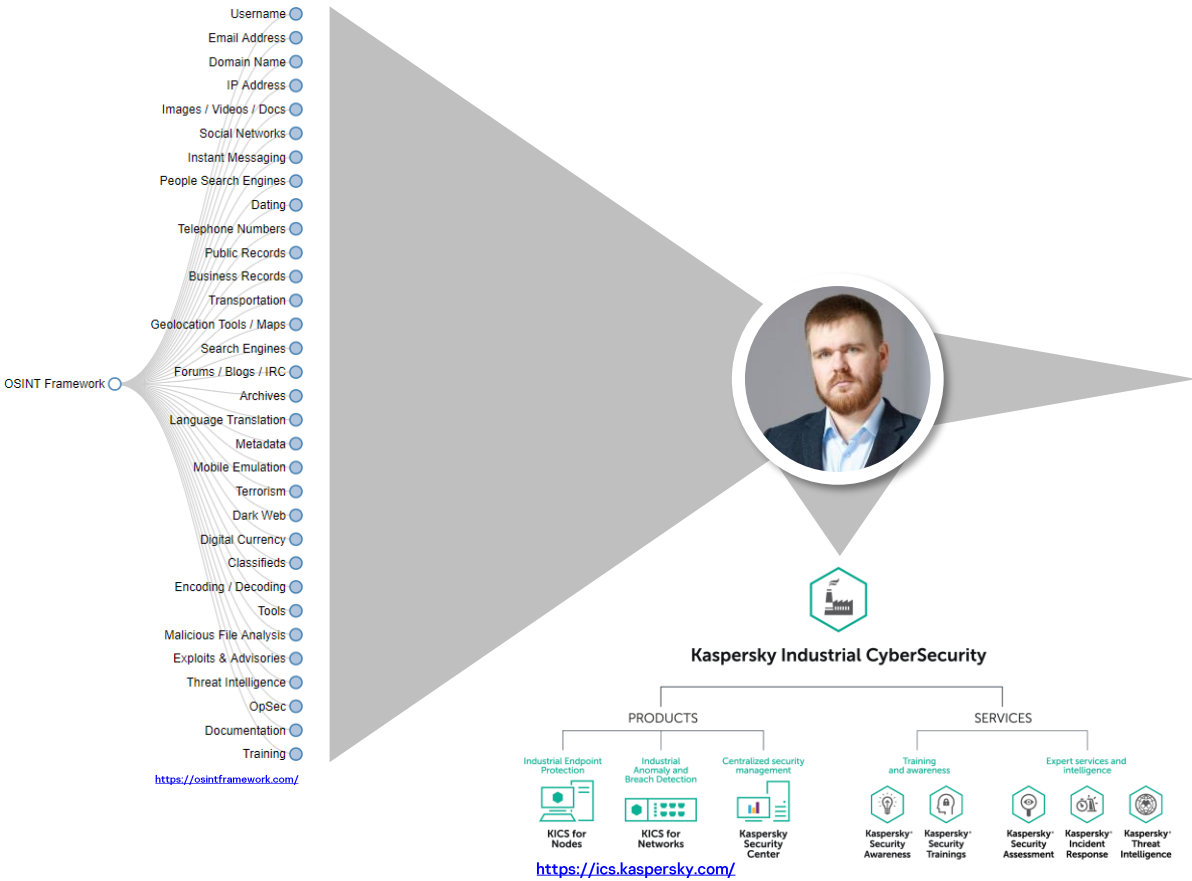 Username
Email Address
Domain Name
IP Address
Images / Videos / Docs
Social Networks
Instant Messaging
People Search Engines
Dating
Telephone Numbers
Public Records
Business Records
Transportation
Geolocation Tools / Maps
Search Engines
Forums / Blogs / IRC
OSINT Framework
Archives
Language Translation
Metadata
Mobile Emulation
Terrorism
Dark Web
Digital Currency
Classifieds
Encoding / Decoding
Tools
Malicious File Analysis
Exploits & Advisories
Threat Intelligence
OpSec
Documentation
Training
https://osintframework.com/
Kaspersky Industrial CyberSecurity
PRODUCTS
SERVICES
Industrial Endpoint
Protection
Industrial
Anomaly and
Breach Detection
Centralized security
management
Training
and awareness
Expert services and
intelligence
KICS for
Nodes
KICS for
Networks
Kaspersky
Security
Center
Kaspersky
Security
Awareness
Kaspersky
Security
Trainings
Kaspersky
Security
Assessment
Kaspersky
Incident
Response
Kaspersky
Threat
Intelligence
https://ics.kaspersky.com/